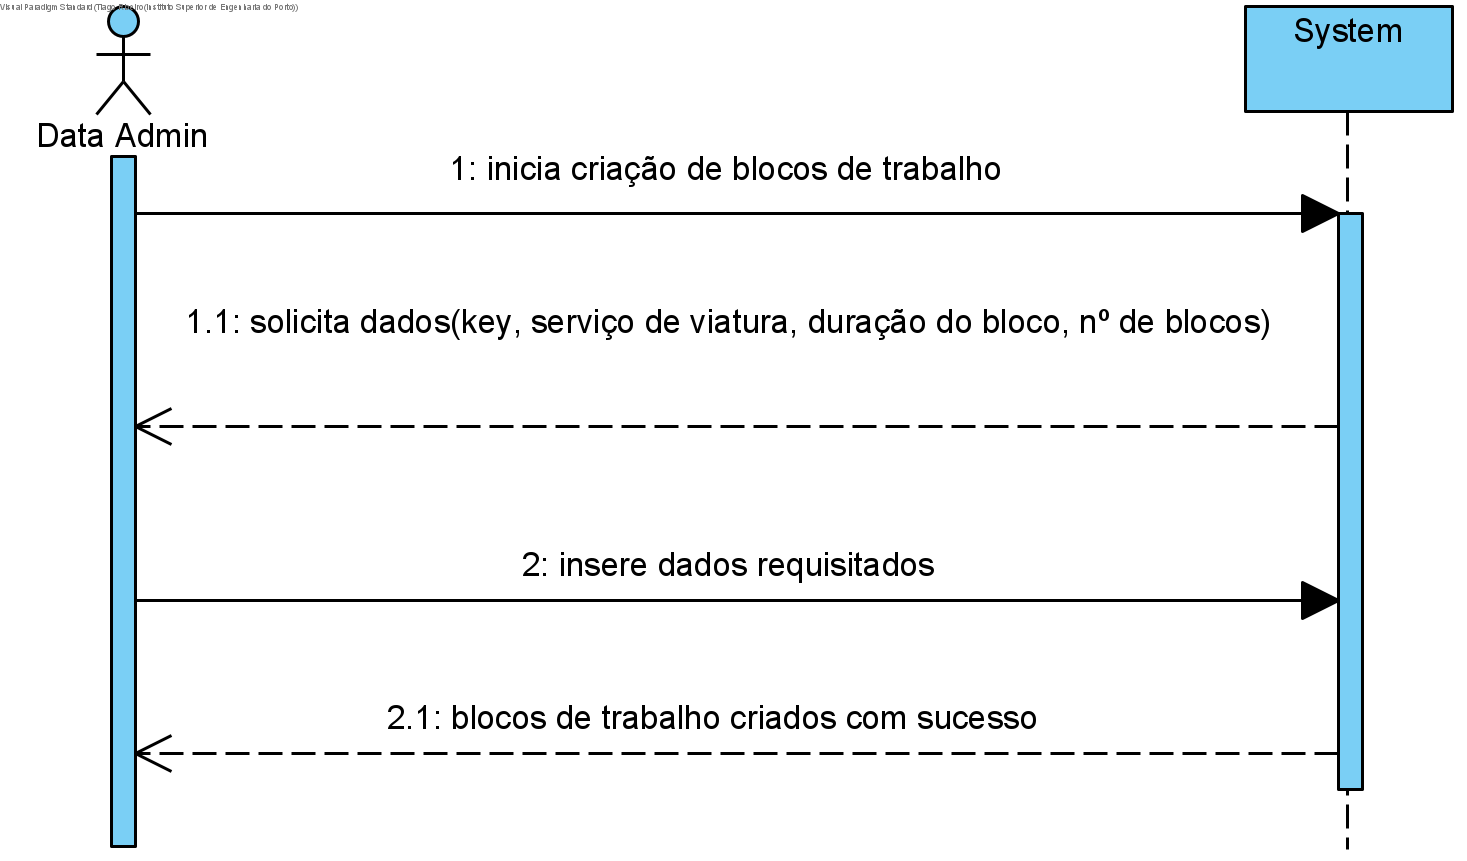 Visual Paradigm Standard (Tiago Ribeiro(Instituto Superior de Engenharia do Porto))
System
Data Admin
1: inicia criação de blocos de trabalho
1.1: solicita dados(key, serviço de viatura, duração do bloco, nº de blocos)
2: insere dados requisitados
2.1: blocos de trabalho criados com sucesso